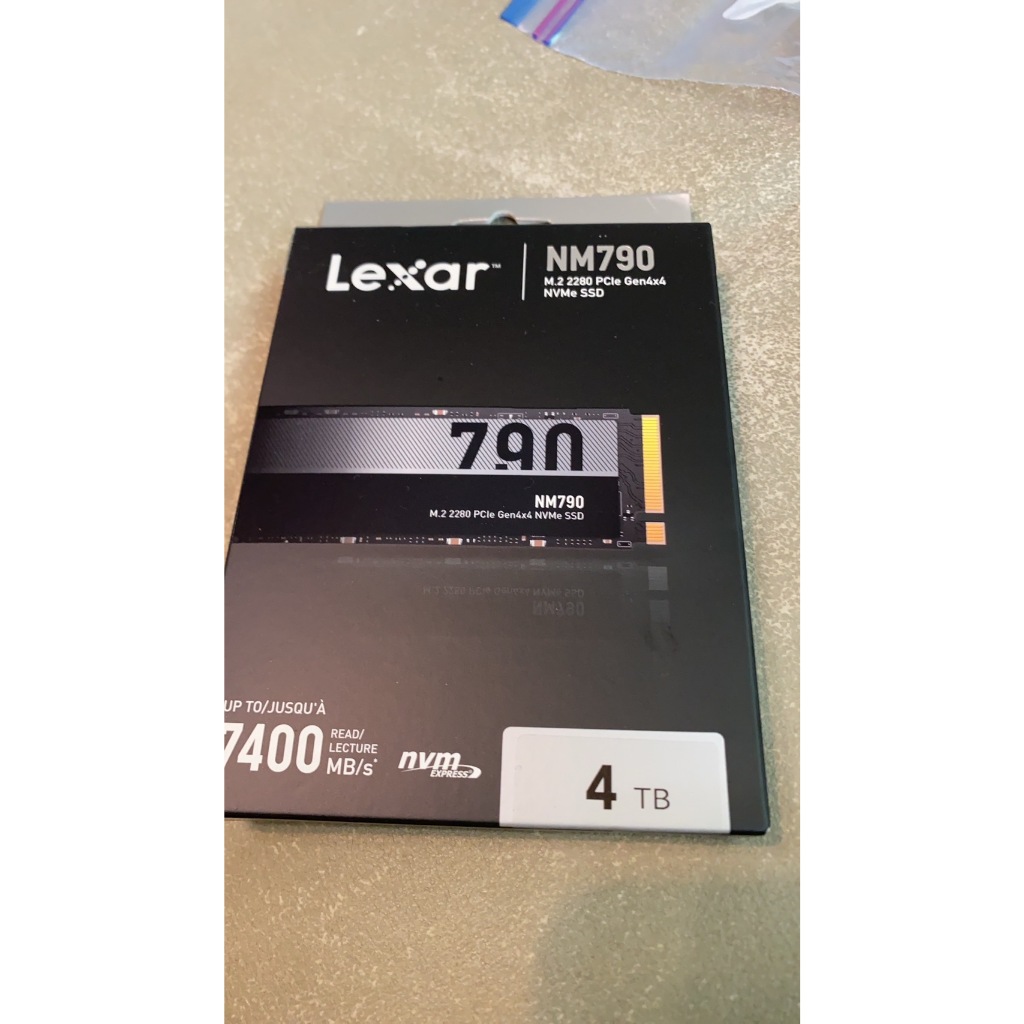 Lexar™
NM790
M.2 2280 PCIe Gen4x4
NVMe SSD
790
NM790
M.2 2280 PCIe Gen4x4 NVMe SSD
UP TO/JUSQU'À
7400
READ/
LECTURE
MB/s*
nvm
EXPRESS
4 TB